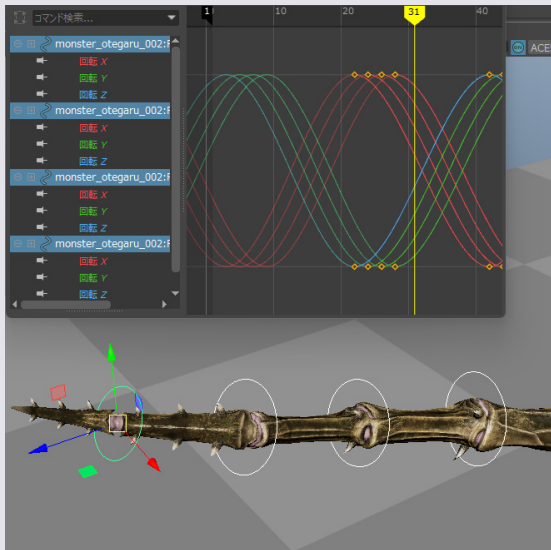 コマンド検索...
1 10 20 31 40
ACE
monster_otegaru_002:F
回転 X
回転 Y
回転 Z
monster_otegaru_002:F
回転 X
回転 Y
回転 Z
monster_otegaru_002:F
回転 X
回転 Y
回転 Z
monster_otegaru_002:F
回転 X
回転 Y
回転 Z